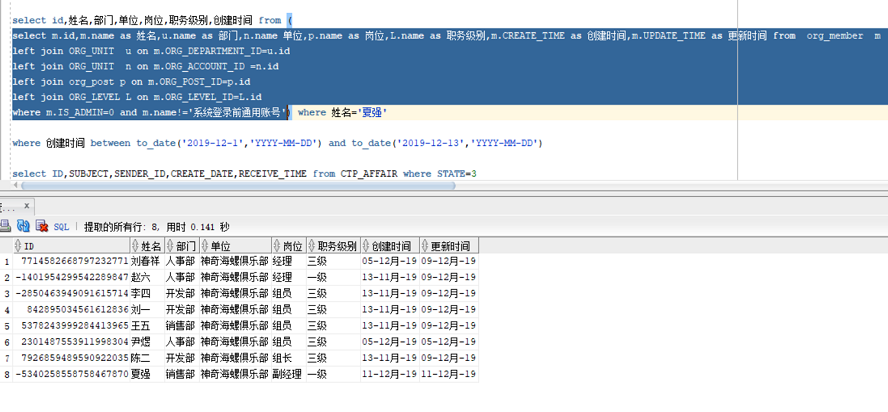 select id,姓名,部门,单位,岗位,职务级别,创建时间 from (
select m.id,m.name as 姓名,u.name as 部门,n.name 单位,p.name as 岗位,L.name as 职务级别,m.CREATE_TIME as 创建时间,m.UPDATE_TIME as 更新时间 from org_member m
left join ORG_UNIT u on m.ORG_DEPARTMENT_ID=u.id
left join ORG_UNIT n on m.ORG_ACCOUNT_ID =n.id
left join org_post p on m.ORG_POST_ID=p.id
left join ORG_LEVEL L on m.ORG_LEVEL_ID=L.id
where m.IS_ADMIN=0 and m.name!='系统登录前通用账号') where 姓名='夏强'
where 创建时间 between to_date('2019-12-1','YYYY-MM-DD') and to_date('2019-12-13','YYYY-MM-DD')
select ID,SUBJECT,SENDER_ID,CREATE_DATE,RECEIVE_TIME from CTP_AFFAIR where STATE=3
... x
SQL | 提取的所有行: 8, 用时 0.141 秒
ID 姓名 部门 单位 岗位 职务级别 创建时间 更新时间
1 7714582668797232771 刘春祥 人事部 神奇海螺俱乐部 经理 三级 05-12月-19 09-12月-19
2 -1401954299542289847 赵六 人事部 神奇海螺俱乐部 经理 一级 13-11月-19 09-12月-19
3 -2850463949091615714 李四 开发部 神奇海螺俱乐部 组员 三级 13-11月-19 09-12月-19
4 842895034561612836 刘一 开发部 神奇海螺俱乐部 组员 三级 13-11月-19 09-12月-19
5 5378243999284413965 王五 销售部 神奇海螺俱乐部 组员 三级 13-11月-19 09-12月-19
6 2301487553911998304 尹煜 人事部 神奇海螺俱乐部 组员 三级 05-12月-19 05-12月-19
7 7926859489590922035 陈二 开发部 神奇海螺俱乐部 组长 三级 13-11月-19 09-12月-19
8 -5340258558758467870 夏强 销售部 神奇海螺俱乐部 副经理 一级 11-12月-19 11-12月-19